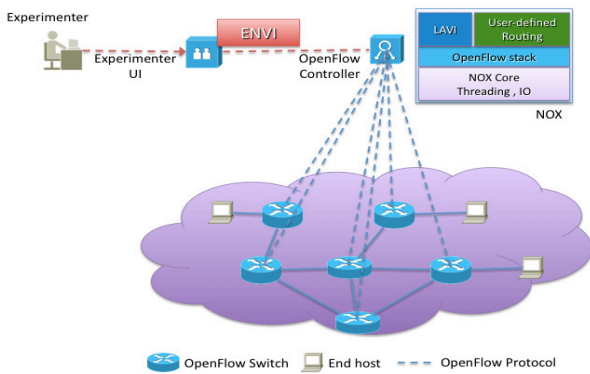 Experimenter
ENVI
Experimenter
UI
OpenFlow
Controller
LAVI
User-defined
Routing
OpenFlow stack
NOX Core
Threading , IO
NOX
OpenFlow Switch
End host
OpenFlow Protocol